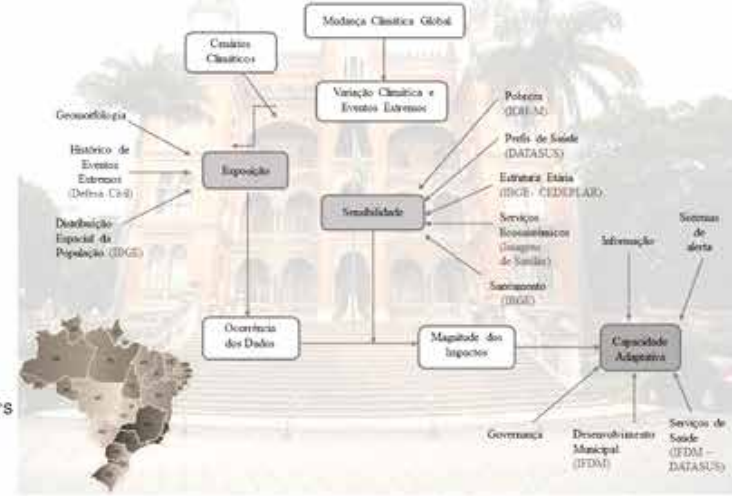 Mudança Climática Global
Cenários
Climáticos
Variação Climática e
Eventos Extremos
Geomorfologia
Histórico de
Eventos
Extremos
(Defesa Civil)
Distribuição
Espacial da
População (IBGE)
Exposição
Sensibilidade
Pobreza
(IDH-M)
Perfis de Saúde
(DATASUS)
Estrutura Etária
(IBGE - CEDEPLAR)
Serviços
Ecossistêmicos
(Imagens
de Satélite)
Saneamento
(IBGE)
Informação
Sistemas
de
alerta
Ocorrência
dos Dados
Magnitude dos
Impactos
Capacidade
Adaptativa
Governança
Desenvolvimento
Municipal
(IFDM)
Serviços de
Saúde
(IFDM –
DATASUS)